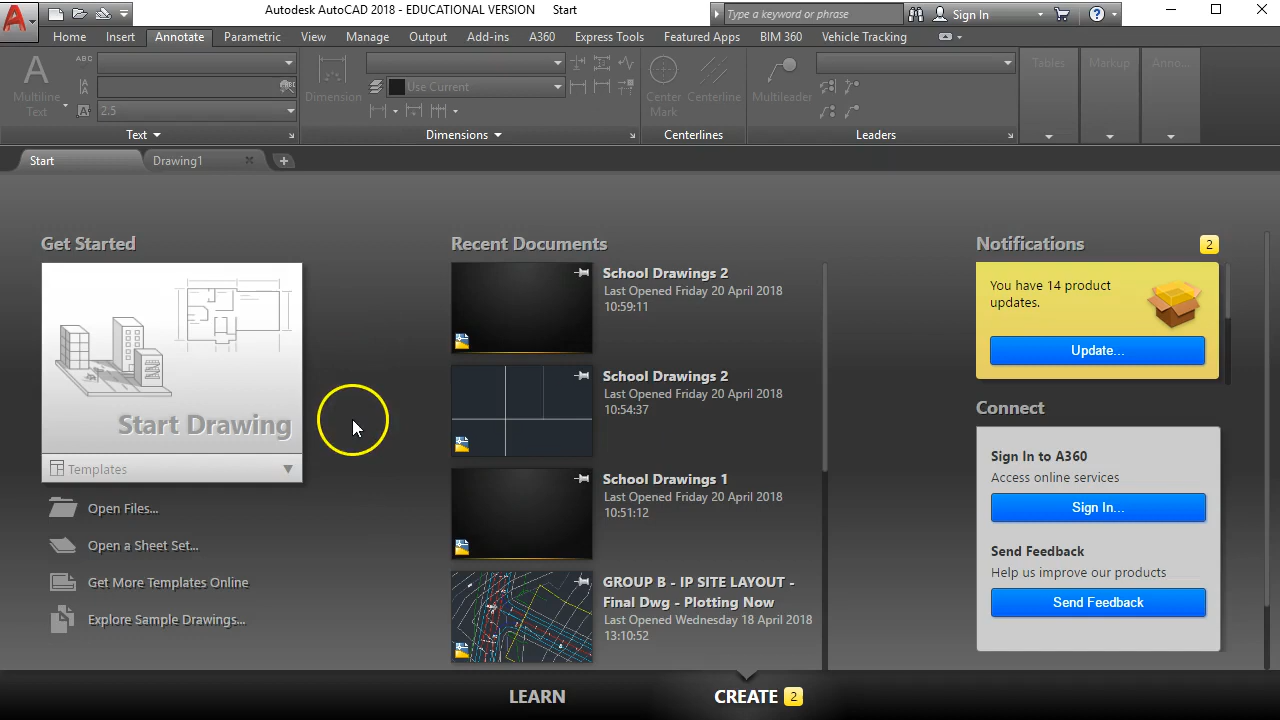 Autodesk AutoCAD 2018 - EDUCATIONAL VERSION Start
Type a keyword or phrase
Sign In
Home Insert Annotate Parametric View Manage Output Add-ins A360 Express Tools Featured Apps BIM 360 Vehicle Tracking
A
Multiline
Text
ABC
2.5
Text
Dimension
Use Current
Dimensions
Center
Mark
Centerline
Centerlines
Multileader
Leaders
Tables
Markup
Anno...
Start
Drawing1
Get Started
Start Drawing
Templates
Open Files...
Open a Sheet Set...
Get More Templates Online
Explore Sample Drawings...
Recent Documents
School Drawings 2
Last Opened Friday 20 April 2018
10:59:11
School Drawings 2
Last Opened Friday 20 April 2018
10:54:37
School Drawings 1
Last Opened Friday 20 April 2018
10:51:12
GROUP B - IP SITE LAYOUT -
Final Dwg - Plotting Now
Last Opened Wednesday 18 April 2018
13:10:52
Notifications 2
You have 14 product
updates.
Update...
Connect
Sign In to A360
Access online services
Sign In...
Send Feedback
Help us improve our products
Send Feedback
LEARN
CREATE 2